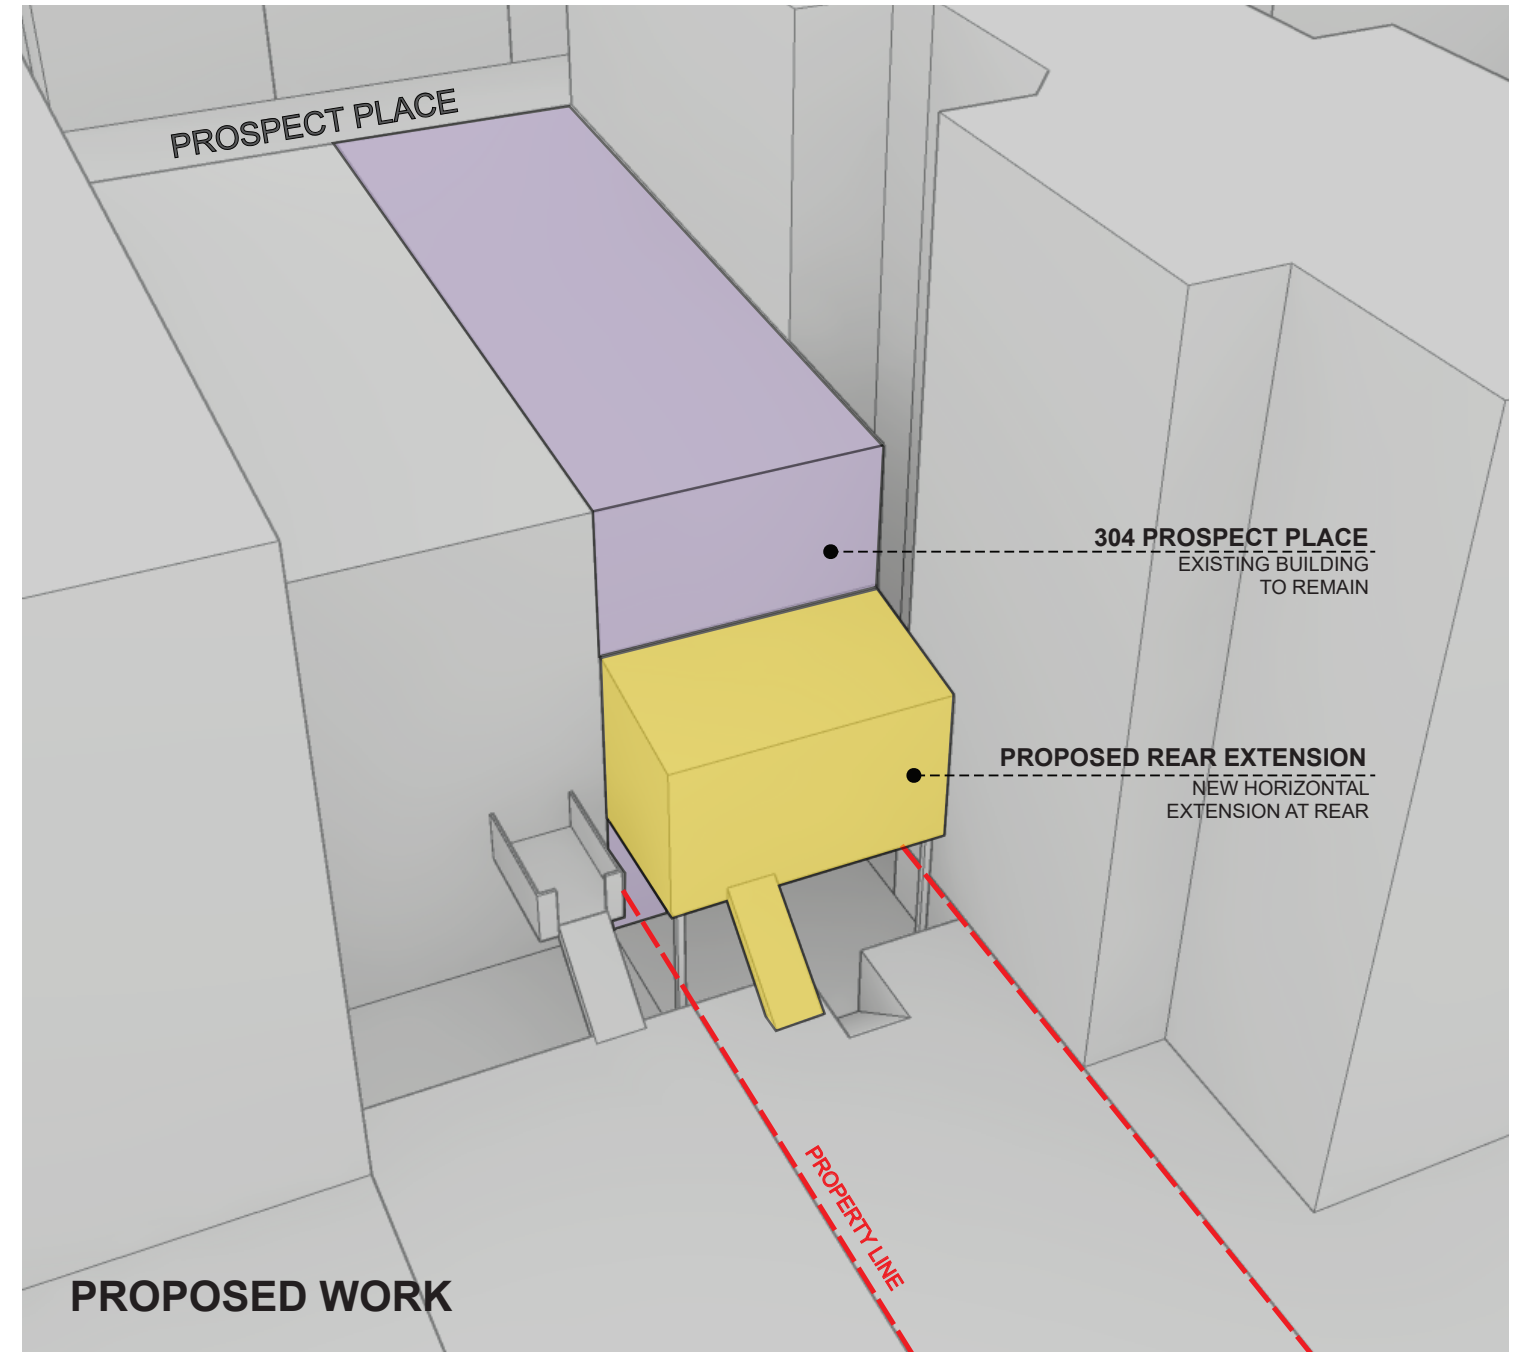 PROSPECT PLACE
304 PROSPECT PLACE
EXISTING BUILDING
TO REMAIN
PROPOSED REAR EXTENSION
NEW HORIZONTAL
EXTENSION AT REAR
PROPERTY LINE
PROPOSED WORK